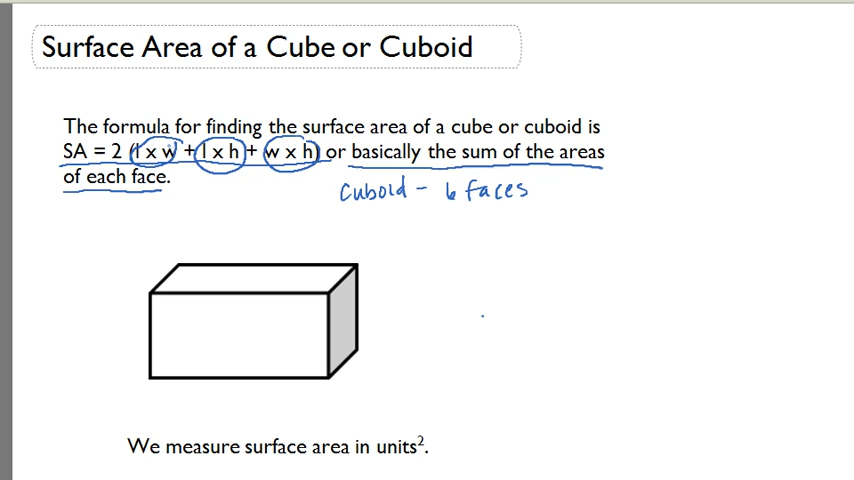 Surface Area of a Cube or Cuboid
The formula for finding the surface area of a cube or cuboid is
SA = 2 (l x w + l x h + w x h) or basically the sum of the areas
of each face.
Cuboid - 6 faces
We measure surface area in units².